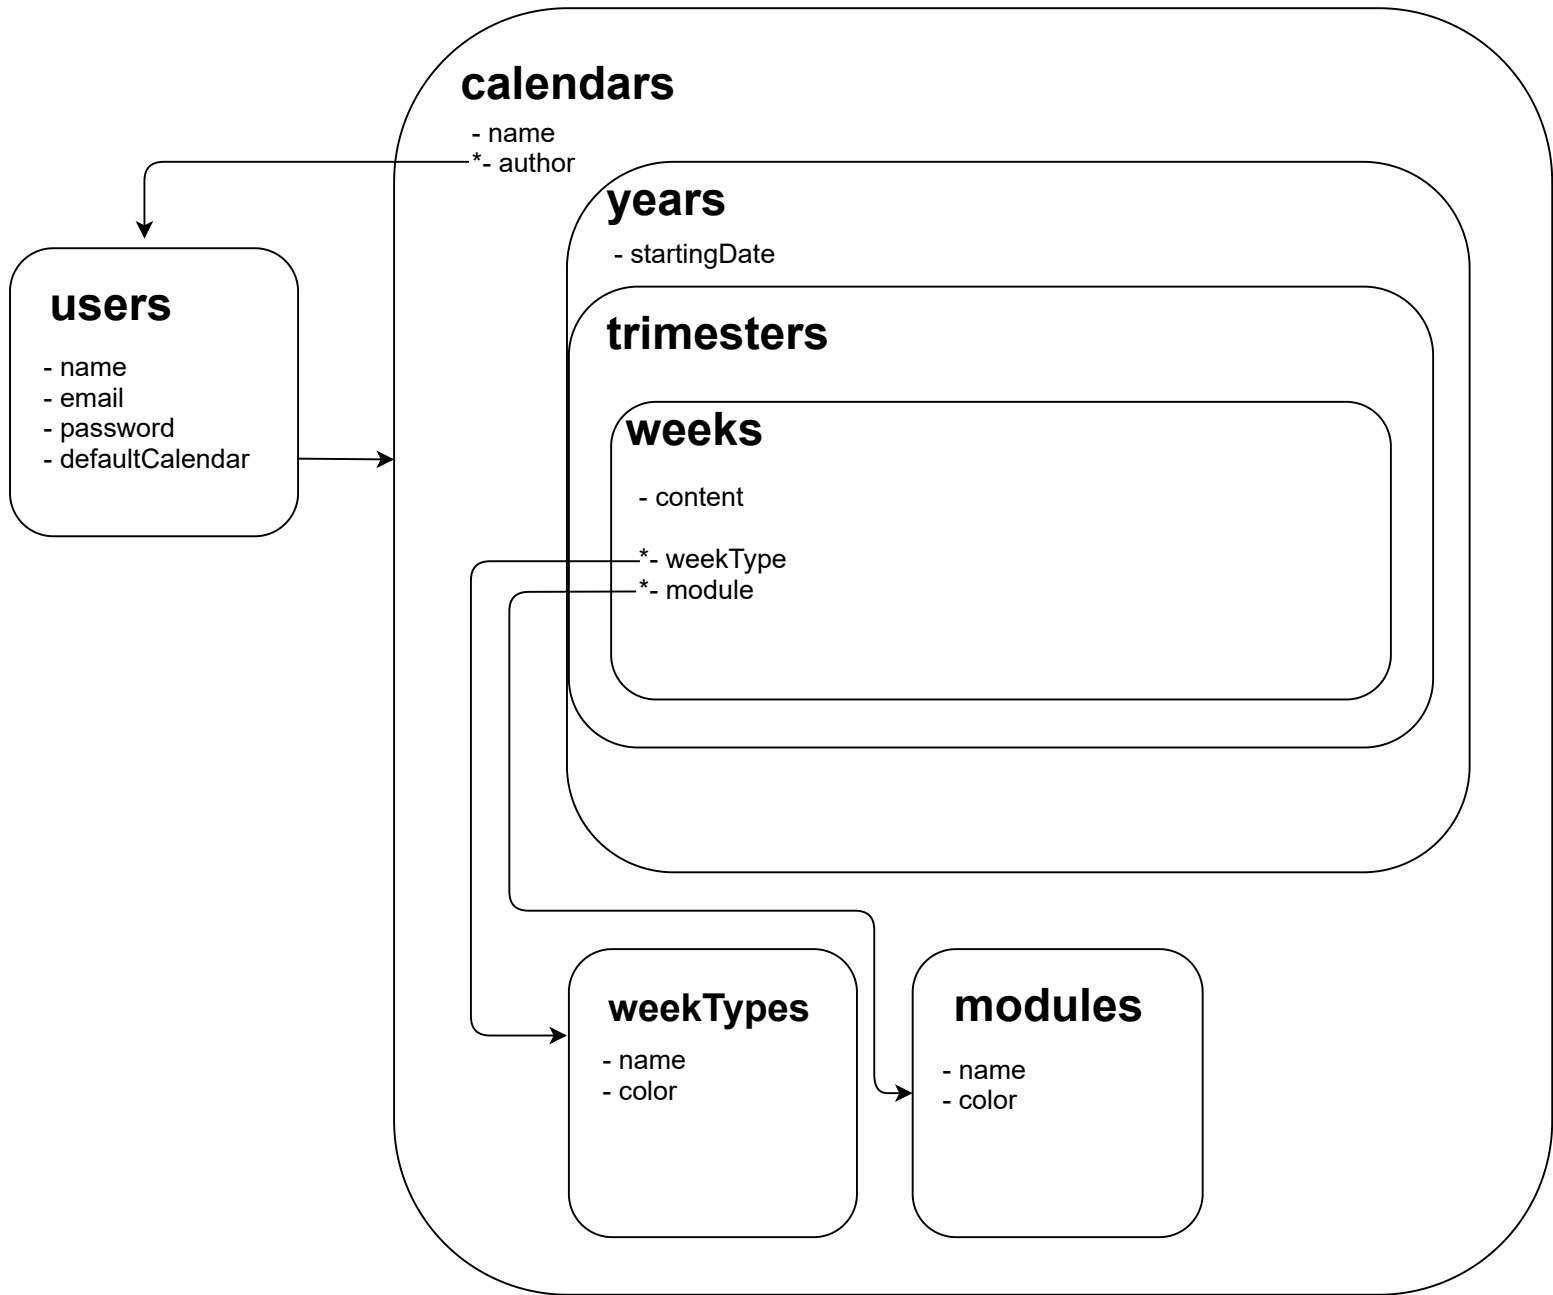 calendars
- name
*- author
years
- startingDate
users
- name
- email
- password
- defaultCalendar
trimesters
weeks
- content
*- weekType
*- module
weekTypes
- name
- color
modules
- name
- color